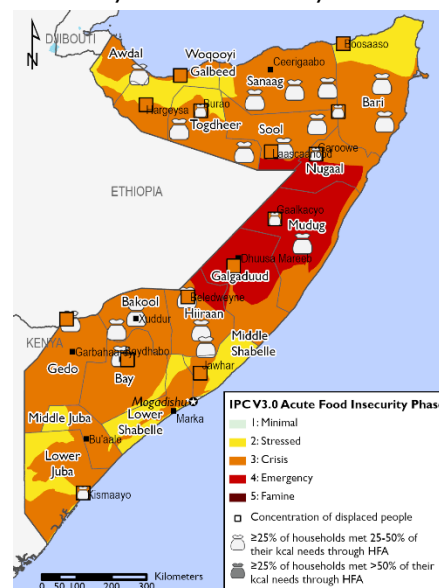 DJIBOUTI
N
Awdal
Woqooyi
Galbeed
Boosaaso
Ceerigaabo
Sanaag
Bari
Hargeysa
Burao
Togdheer
Sool
Laascaanood
Garoowe
Nugaal
ETHIOPIA
Gaalkacyo
Mudug
Dhuusa Mareeb
Galgaduud
Bakool
Beledweyne
Xuddur
Hiiraan
KENYA
Garbahaarey
Baydhabo
Middle
Shabelle
Gedo
Bay
Jawhar
Mogadishu
Middle Juba
Lower
Shabelle
Marka
Bu'aale
Lower
Juba
Kismaayo
0 50 100 200 300
Kilometers
IPC V3.0 Acute Food Insecurity Phas
1: Minimal
2: Stressed
3: Crisis
4: Emergency
5: Famine
Concentration of displaced people
≥25% of households met 25-50% of
their kcal needs through HFA
≥25% of households met >50% of
their kcal needs through HFA